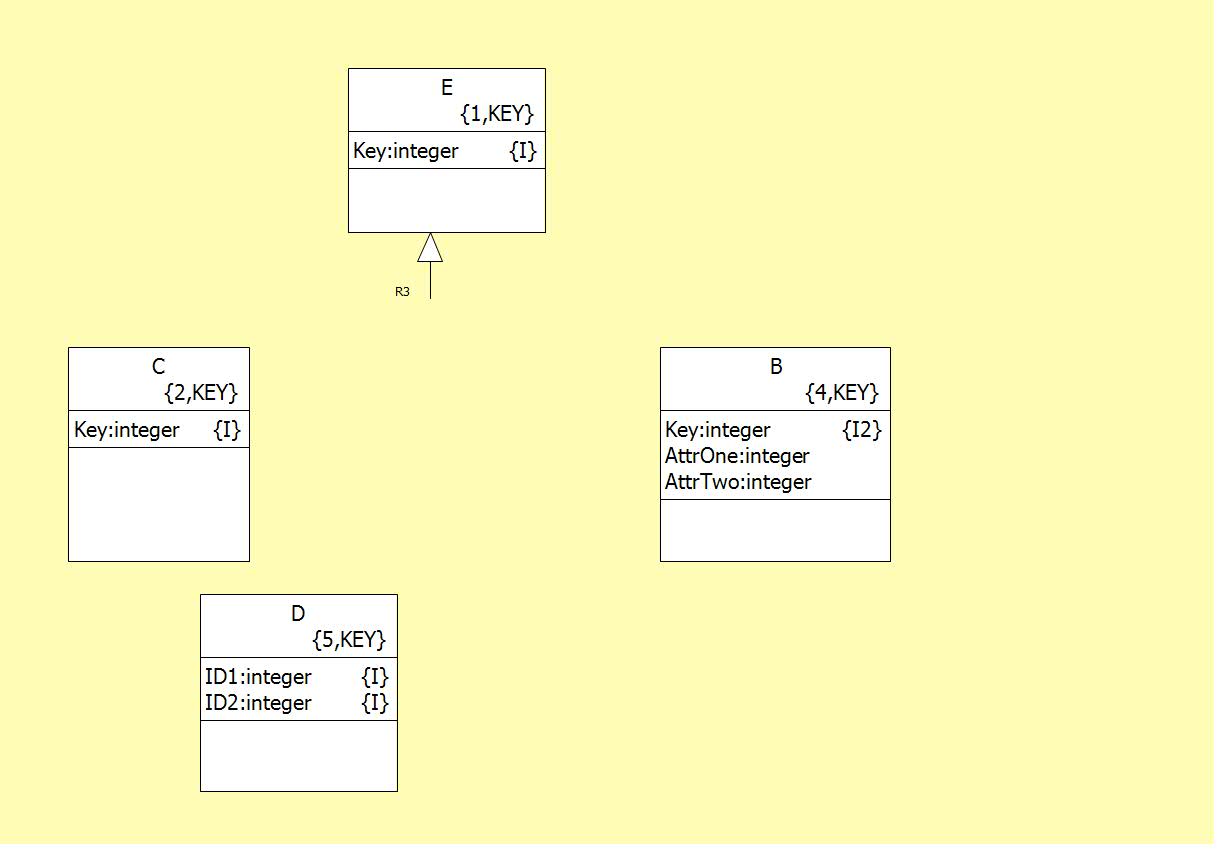 E
{1,KEY}
Key:integer {I}
R3
C
{2,KEY}
Key:integer {I}
B
{4,KEY}
Key:integer {I2}
AttrOne:integer
AttrTwo:integer
D
{5,KEY}
ID1:integer {I}
ID2:integer {I}